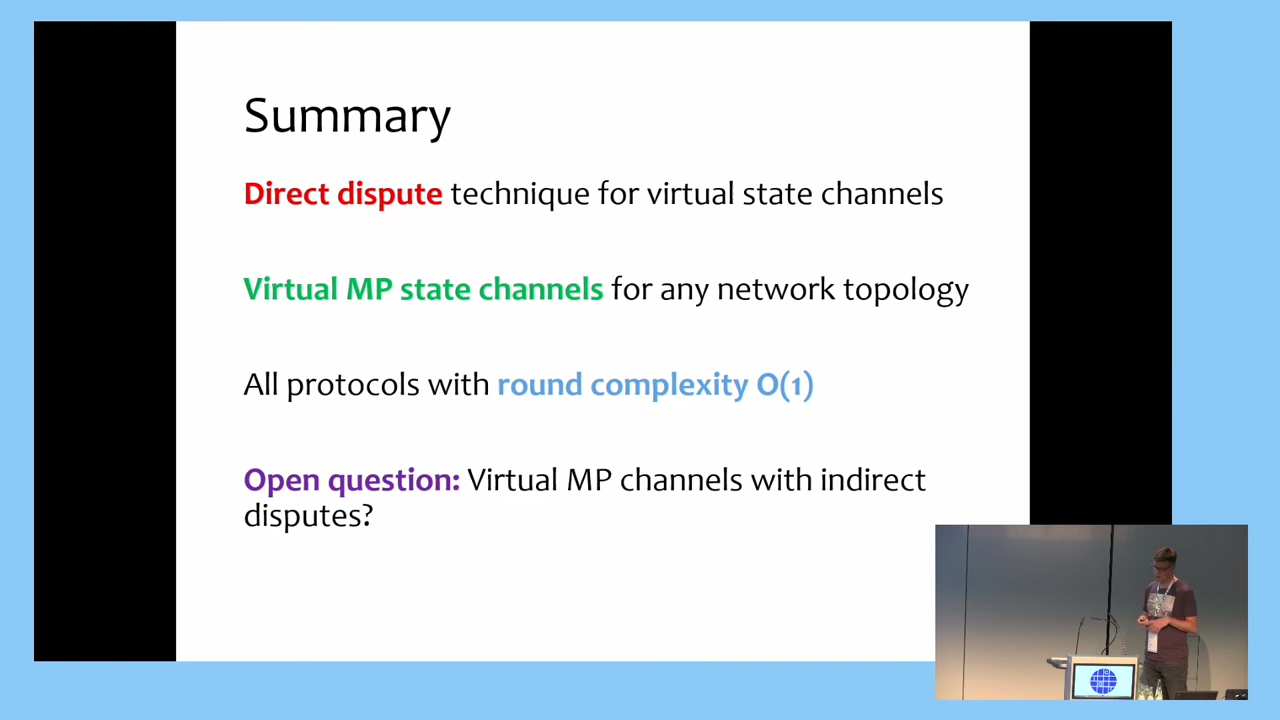 Summary
Direct dispute technique for virtual state channels
Virtual MP state channels for any network topology
All protocols with round complexity O(1)
Open question: Virtual MP channels with indirect
disputes?